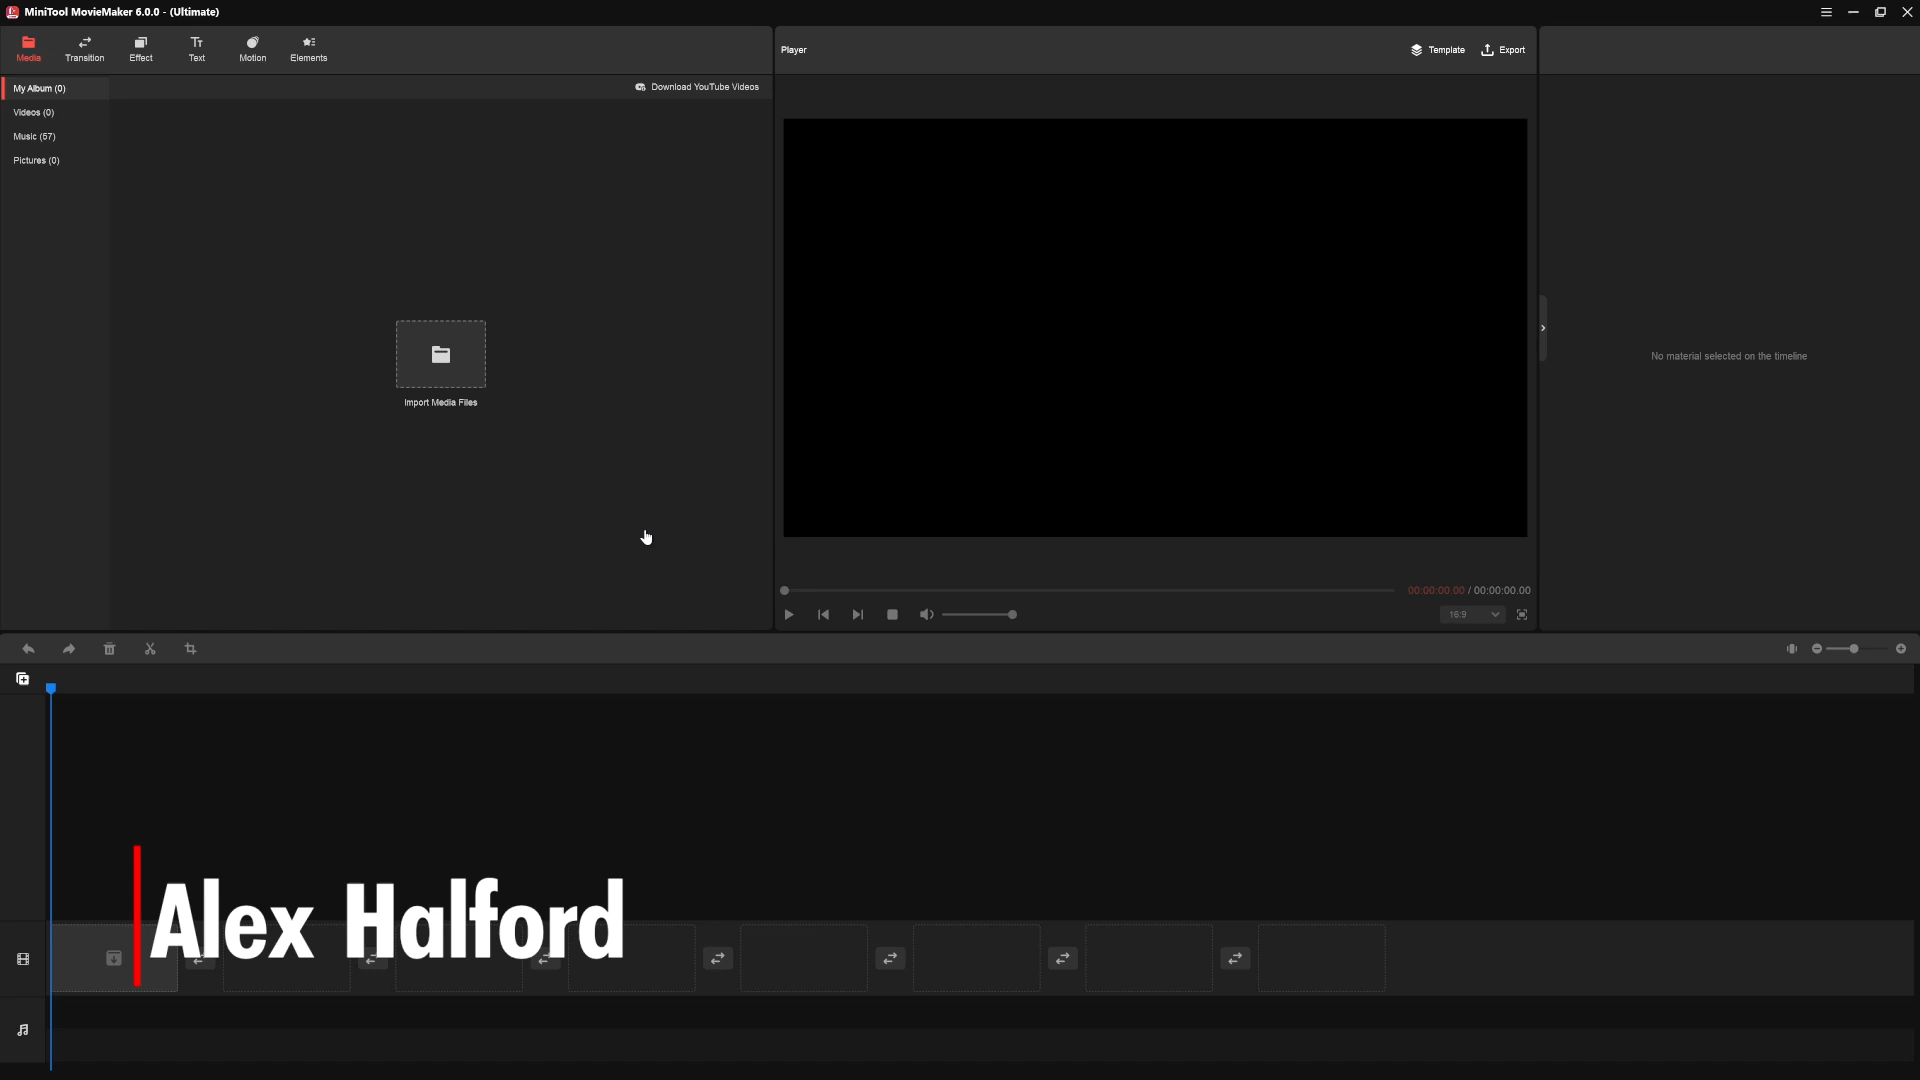 MiniTool MovieMaker 6.0.0 - (Ultimate)
Media
Transition
Effect
Text
Motion
Elements
Player
Template
Export
My Album (0)
Download YouTube Videos
Videos (0)
Music (57)
Pictures (0)
Import Media Files
No material selected on the timeline
00:00:00.00 / 00:00:00.00
16:9
Alex Halford